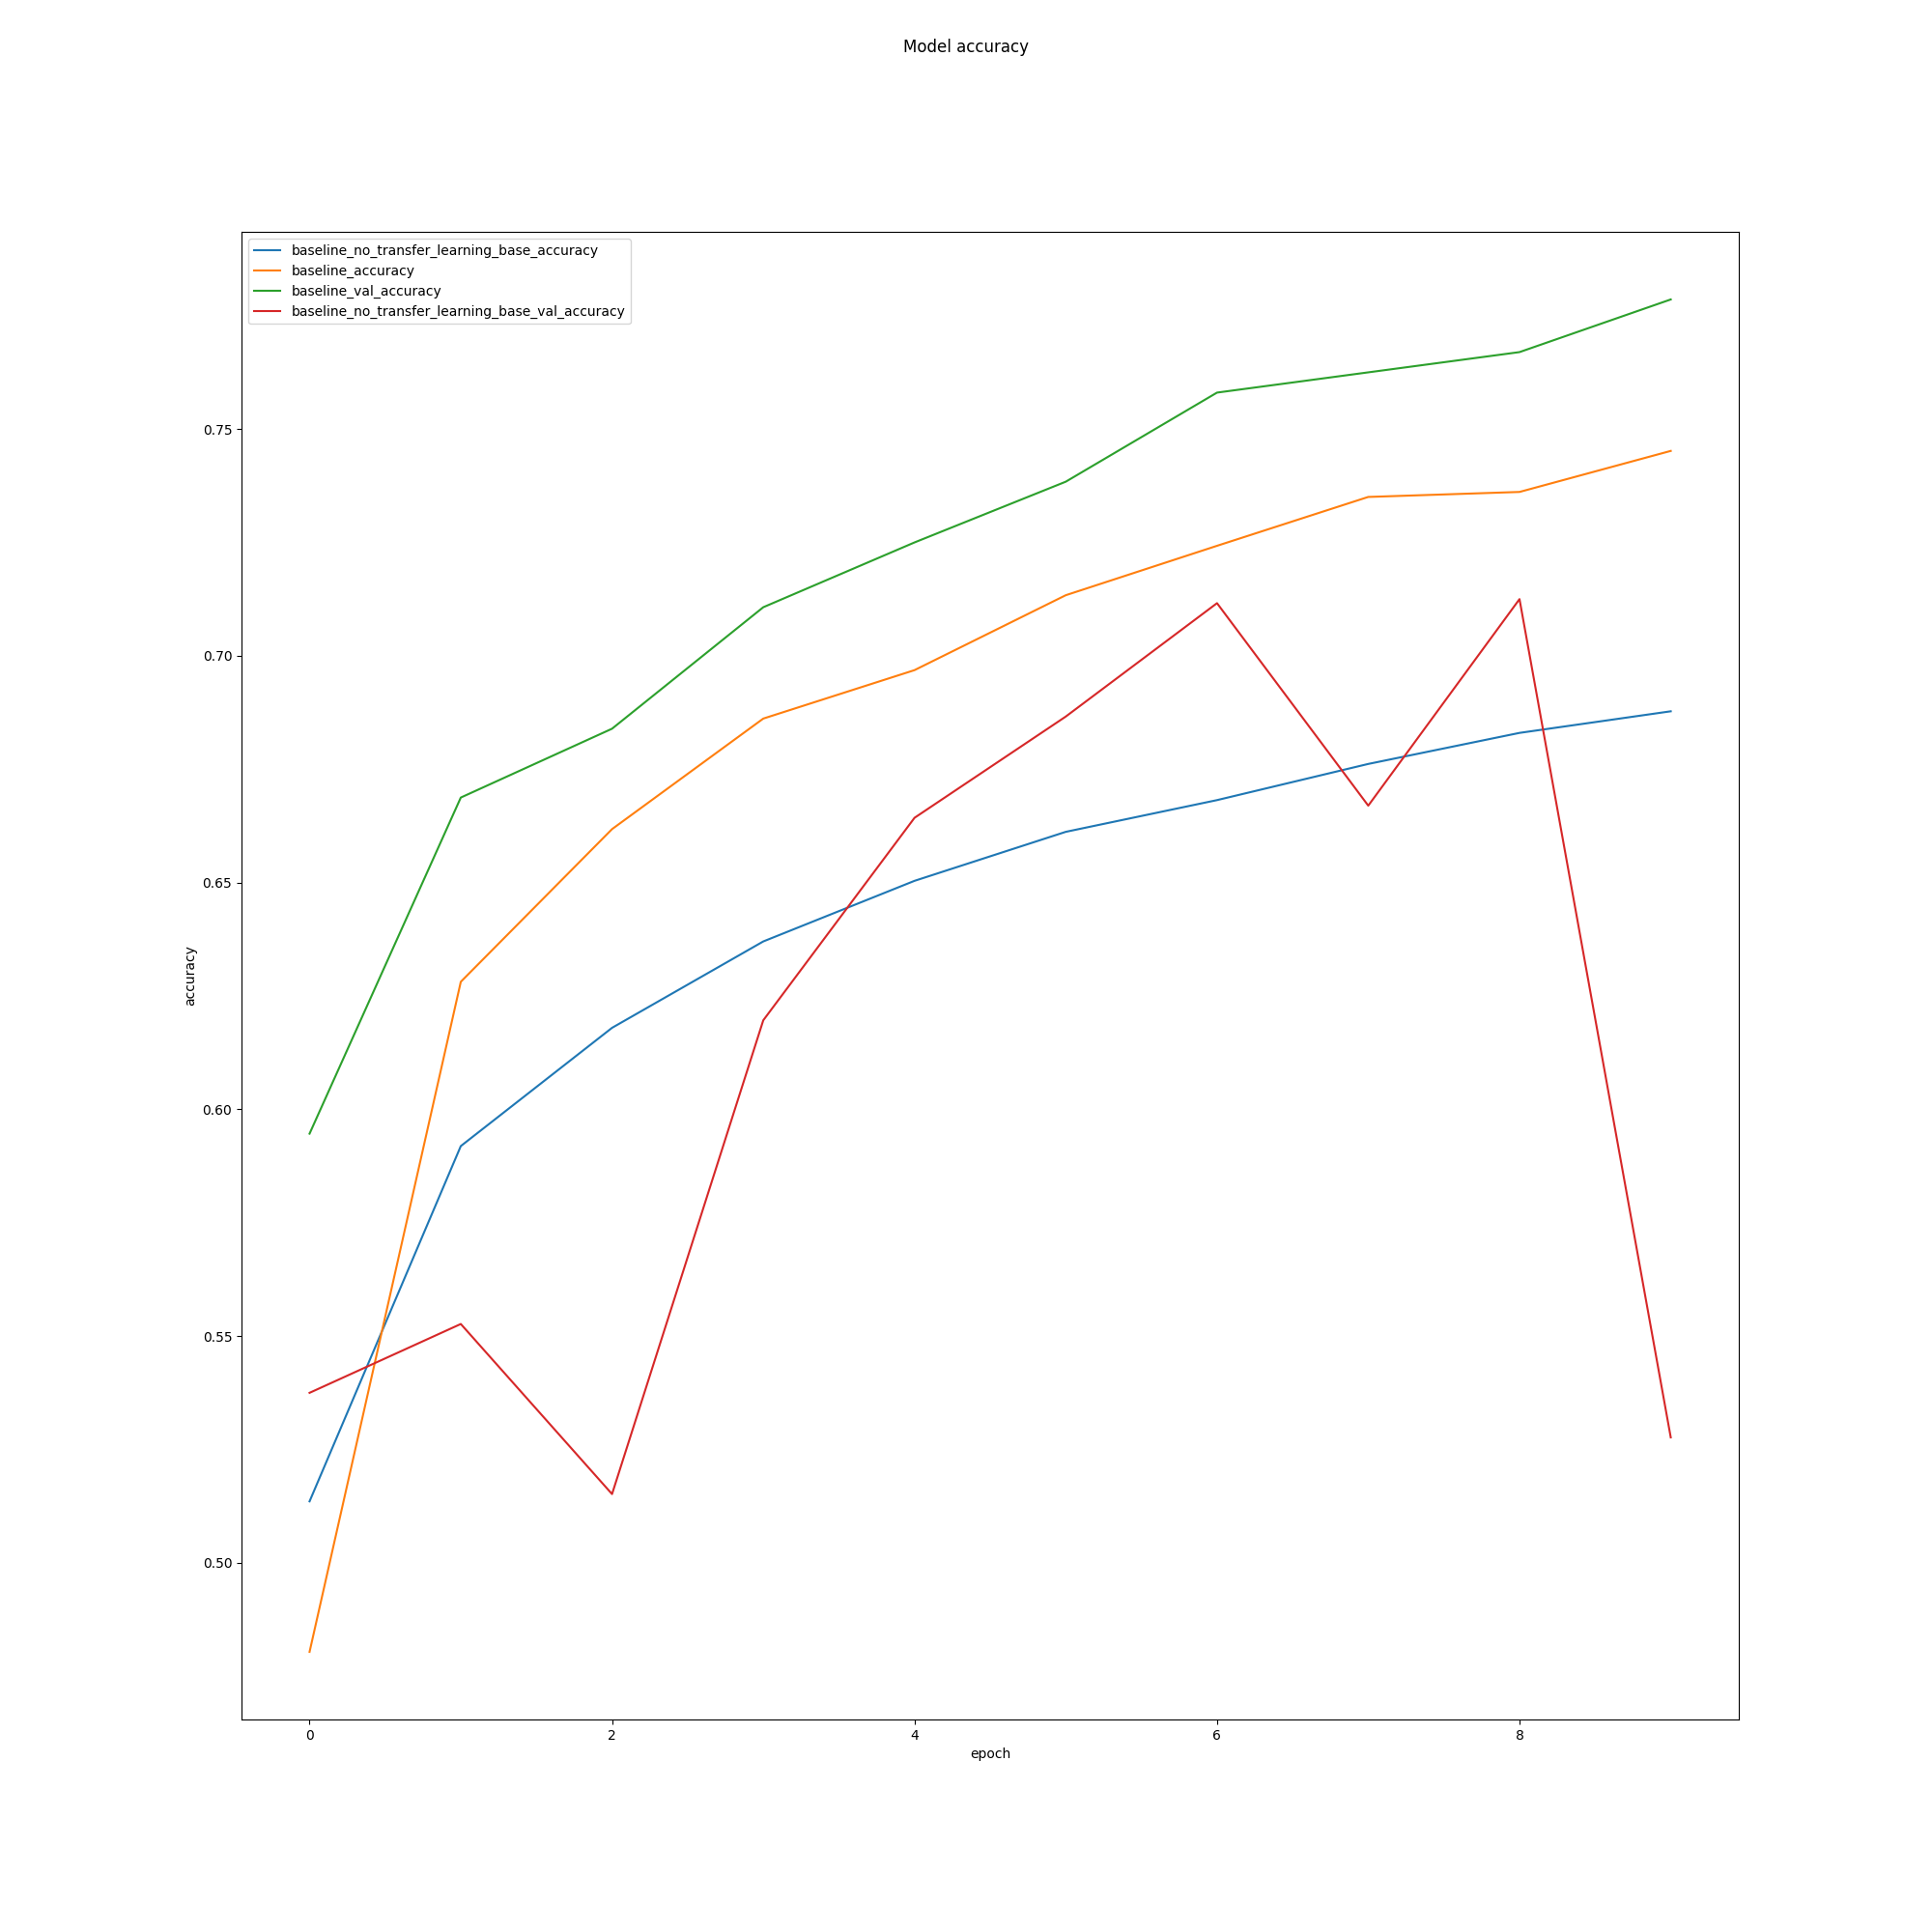 Model accuracy
baseline_no_transfer_learning_base_accuracy
baseline_accuracy
baseline_val_accuracy
baseline_no_transfer_learning_base_val_accuracy
0.75
0.70
0.65
0.60
0.55
0.50
accuracy
0 2 4 6 8
epoch